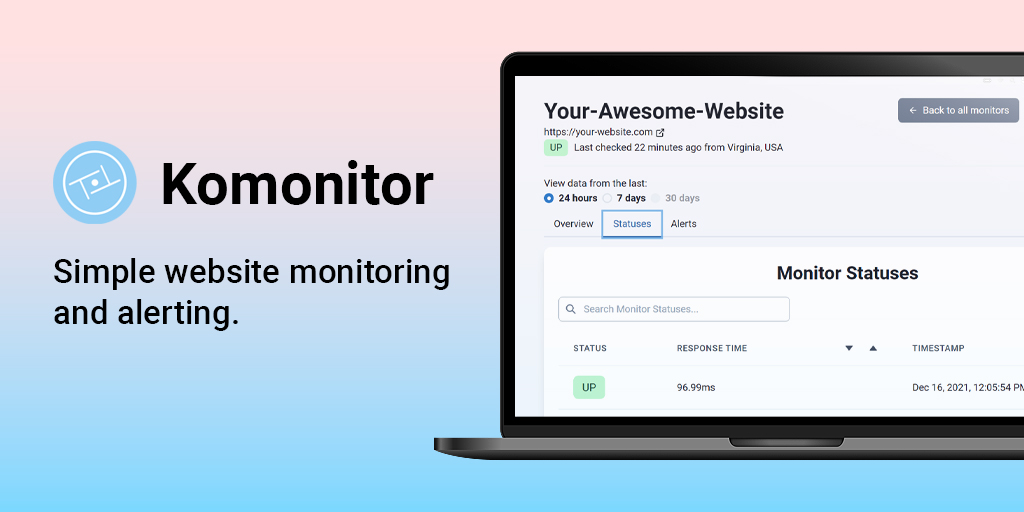 Komonitor
Simple website monitoring
and alerting.
Your-Awesome-Website
← Back to all monitors
https://your-website.com
UP Last checked 22 minutes ago from Virginia, USA
View data from the last:
24 hours 7 days 30 days
Overview Statuses Alerts
Monitor Statuses
Search Monitor Statuses...
STATUS RESPONSE TIME ▼ ▲ TIMESTAMP
UP 96.99ms Dec 16, 2021, 12:05:54 PM